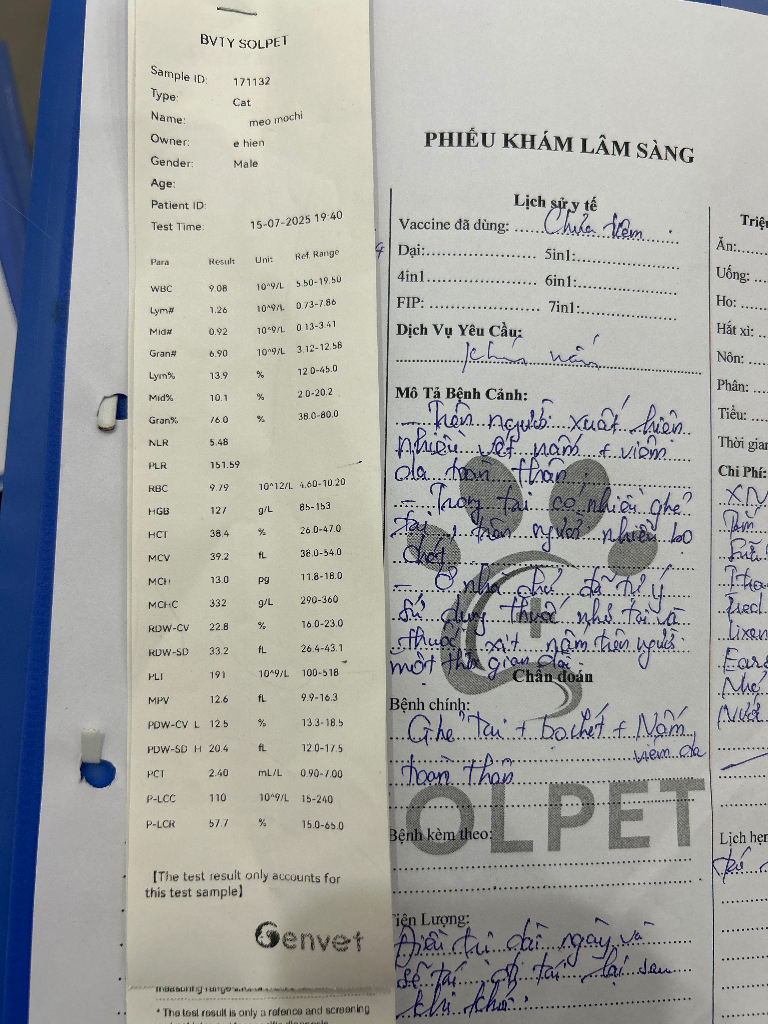 BVTY SOLPET
Sample ID: 171132
Type: Cat
Name: meo mochi
Owner: e hien
Gender: Male
Age:
Patient ID:
Test Time: 15-07-2025 19:40
Para Result Unit Ref. Range
WBC 9.08 10^9/L 5.50-19.50
Lym# 1.26 10^9/L 0.73-7.86
Mid# 0.92 10^9/L 0.13-3.41
Gran# 6.90 10^9/L 3.12-12.58
Lym% 13.9 % 12.0-45.0
Mid% 10.1 % 2.0-20.2
Gran% 76.0 % 38.0-80.0
NLR 5.48
PLR 151.59
RBC 9.79 10^12/L 4.60-10.20
HGB 127 g/L 85-153
HCT 38.4 % 26.0-47.0
MCV 39.2 fL 38.0-54.0
MCH 13.0 pg 11.8-18.0
MCHC 332 g/L 290-360
RDW-CV 22.8 % 16.0-23.0
RDW-SD 33.2 fL 26.4-43.1
PLT 191 10^9/L 100-518
MPV 12.6 fL 9.9-16.3
PDW-CV L 12.5 % 13.3-18.5
PDW-SD H 20.4 fL 12.0-17.5
PCT 2.40 mL/L 0.90-7.00
P-LCC 110 10^9/L 15-240
P-LCR 57.7 % 15.0-65.0
【The test result only accounts for
this test sample】
Genvet
* The test result is only a refence and screening
PHIẾU KHÁM LÂM SÀNG
Lịch sử y tế
Vaccine đã dùng: Chưa tiêm
Dại: 5in1:
4in1 6in1:
FIP: 7in1:
Dịch Vụ Yêu Cầu:
khám nấm
Mô Tả Bệnh Cảnh:
- Trên người xuất hiện
nhiều vết nấm + viêm
da toàn thân.
- Trong tai có nhiều ghẻ
tai, trên người nhiều bọ
chét
- Ở nhà chủ đã tự ý
sử dụng thuốc nhỏ tai và
thuốc xịt nấm trên người
một thời gian dài.
Chẩn đoán
Bệnh chính:
Ghẻ tai + bọ chét + Nấm
viêm da
toàn thân
SOLPET
Bệnh kèm theo:
Tiên Lượng:
Điều trị dài ngày và
sẽ tái đi tái lại sau
khi khỏi.
Triệu
Ăn:
Uống:
Ho:
Hắt xì:
Nôn:
Phân:
Tiểu:
Thời gian
Chi Phí:
XN
Lịch hẹn